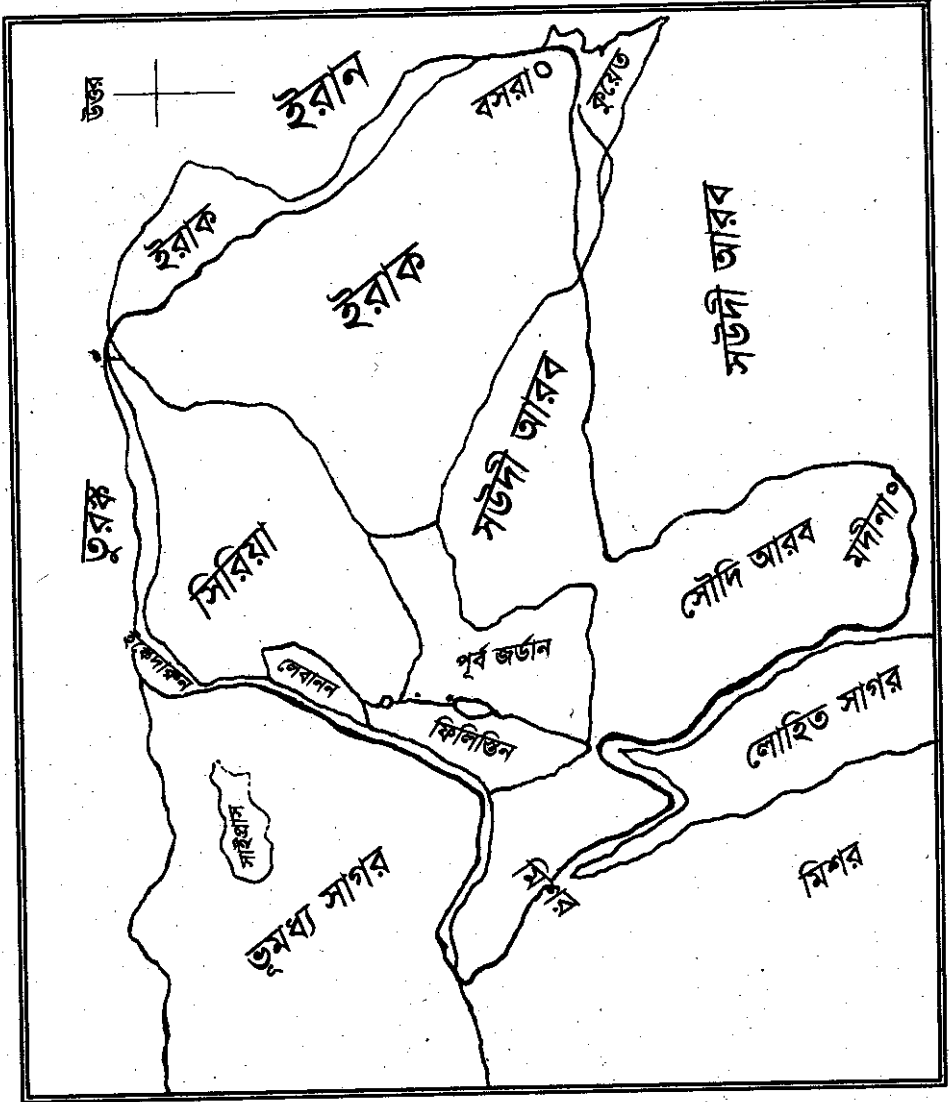 উত্তর
ইরান
বসরা
কুয়েত
ইরাক
ইরাক
সউদী আরব
সউদী আরব
তুরস্ক
সিরিয়া
ইস্কেদারুন
লেবানন
পূর্ব জর্ডান
ফিলিস্তিন
সৌদি আরব
মদীনা
লোহিত সাগর
সাইপ্রাস
ভূমধ্য সাগর
মিশর
মিশর